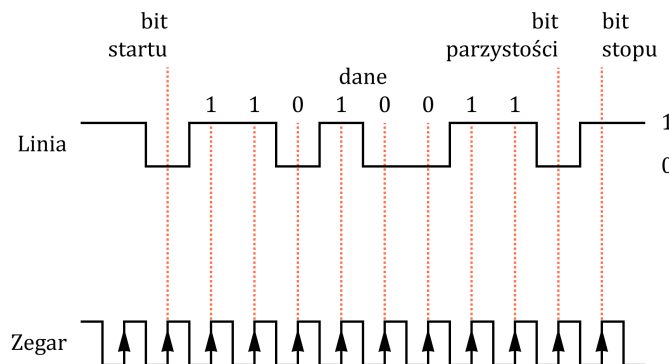 bit
startu
bit
parzystości
bit
stopu
dane
1 1 0 1 0 0 1 1
Linia
1
0
Zegar